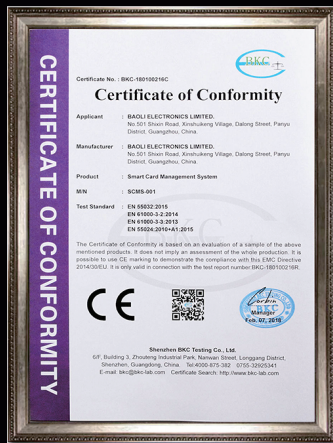 CERTIFICATE OF CONFORMITY
BKC
Certificate No. : BKC-180100216C
Certificate of Conformity
Applicant : BAOLI ELECTRONICS LIMITED.
No.501 Shixin Road, Xinshuikeng Village, Dalong Street, Panyu
District, Guangzhou, China.
Manufacturer : BAOLI ELECTRONICS LIMITED.
No.501 Shixin Road, Xinshuikeng Village, Dalong Street, Panyu
District, Guangzhou, China.
Product : Smart Card Management System
M/N : SCMS-001
Test Standard : EN 55032:2015
EN 61000-3-2:2014
EN 61000-3-3:2013
EN 55024:2010+A1:2015
The Certificate of Conformity is based on an evaluation of a sample of the above
mentioned products. It does not imply an assessment of the whole production. It is
possible to use CE marking to demonstrate the compliance with this EMC Directive
2014/30/EU. It is only valid in connection with the test report number:BKC-180100216R.
CE
Manager
Feb. 07, 2018
Shenzhen BKC Testing Co., Ltd.
6/F, Building 3, Zhouteng Industrial Park, Nanwan Street, Longgang District,
Shenzhen, Guangdong, China. Tel:4000-875-382 0755-32925341
E-mail: bkc@bkc-lab.com Certificate Search: http://www.bkc-lab.com